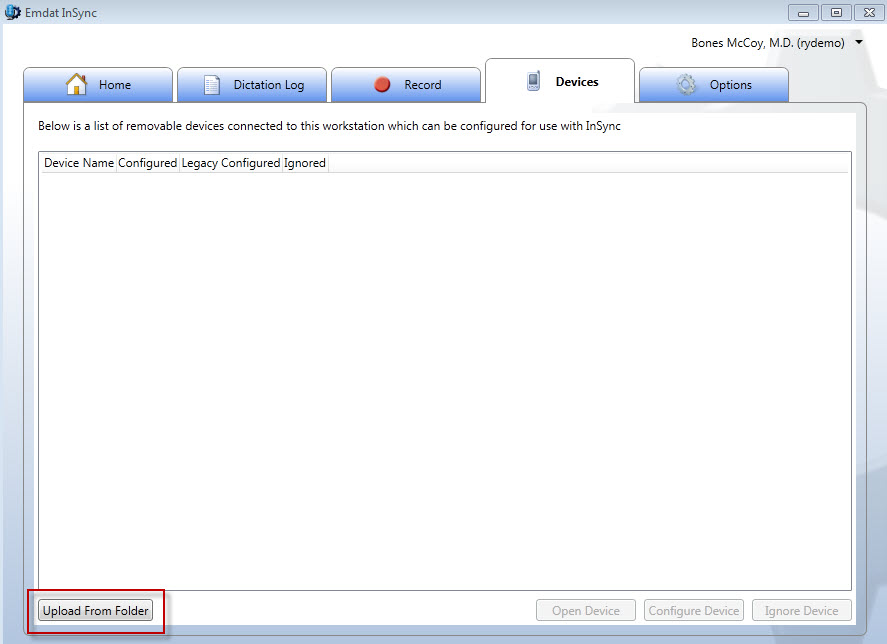 Emdat InSync
Bones McCoy, M.D. (rydemo)
Home Dictation Log Record Devices Options
Below is a list of removable devices connected to this workstation which can be configured for use with InSync
Device Name Configured Legacy Configured Ignored
Upload From Folder Open Device Configure Device Ignore Device